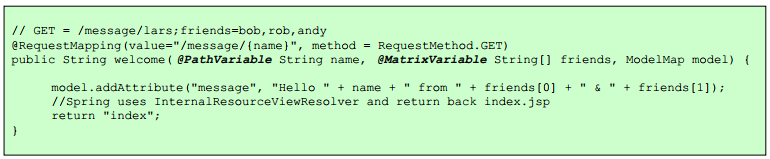 // GET = /message/lars;friends=bob,rob,andy
@RequestMapping(value="/message/{name}", method = RequestMethod.GET)
public String welcome( @PathVariable String name, @MatrixVariable String[] friends, ModelMap model) {
model.addAttribute("message", "Hello " + name + " from " + friends[0] + " & " + friends[1]);
//Spring uses InternalResourceViewResolver and return back index.jsp
return "index";
}